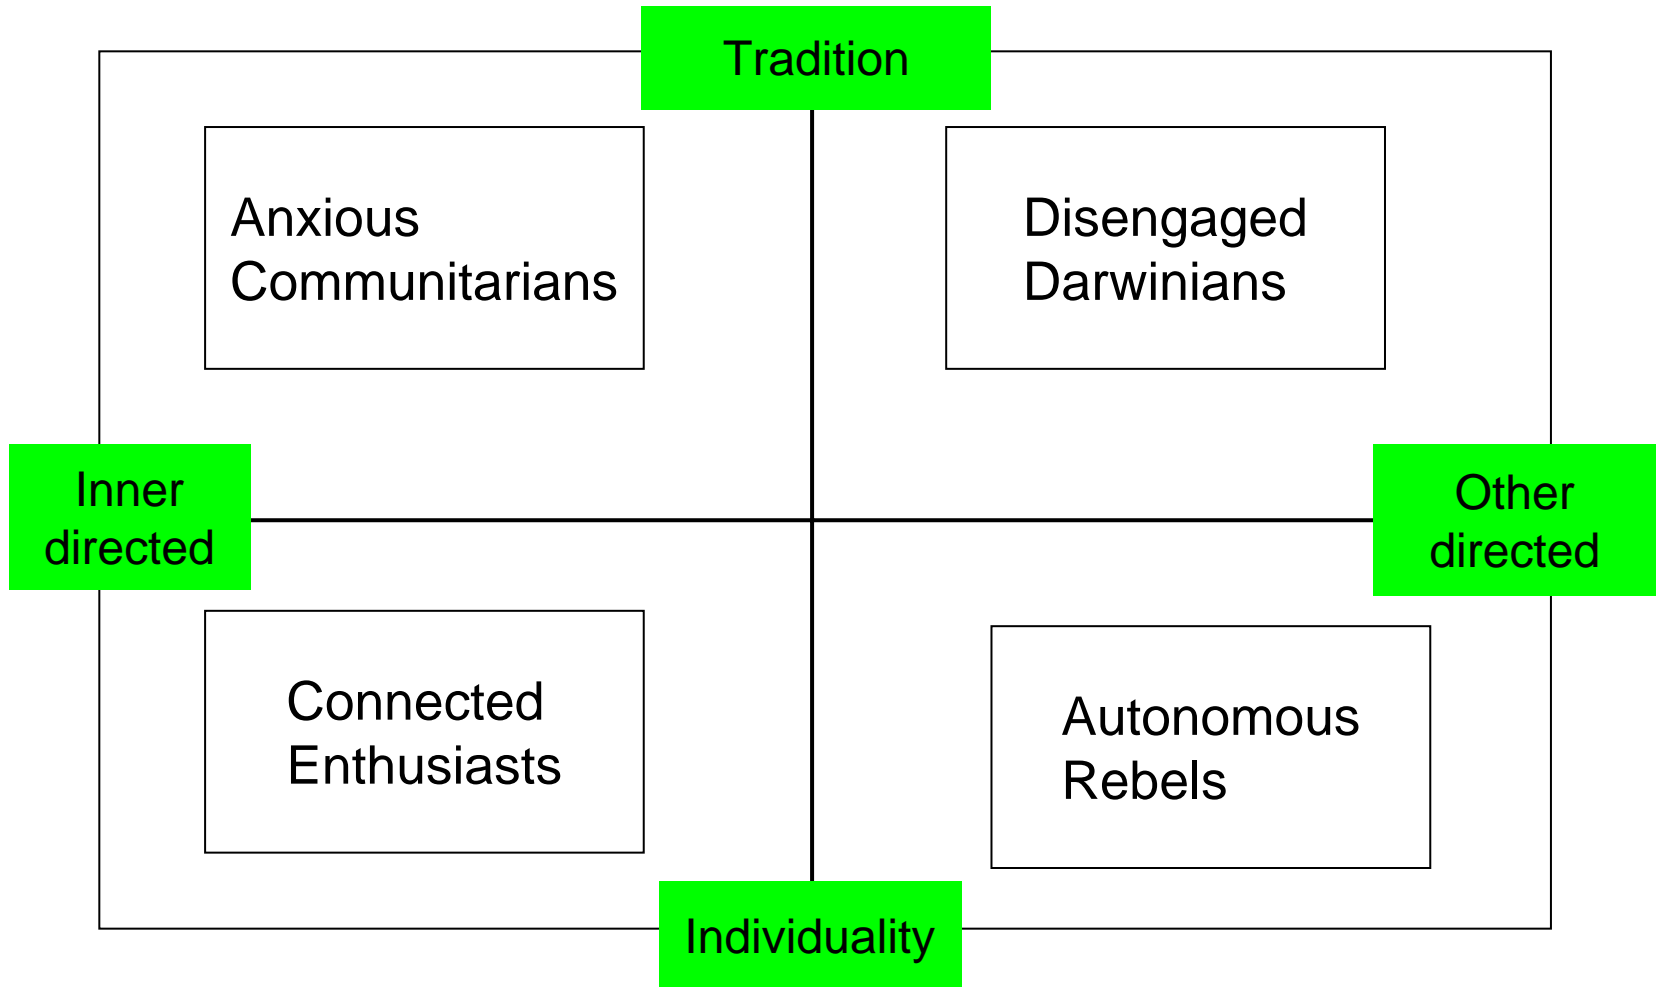 Tradition
Anxious
Communitarians
Disengaged
Darwinians
Inner
directed
Other
directed
Connected
Enthusiasts
Autonomous
Rebels
Individuality